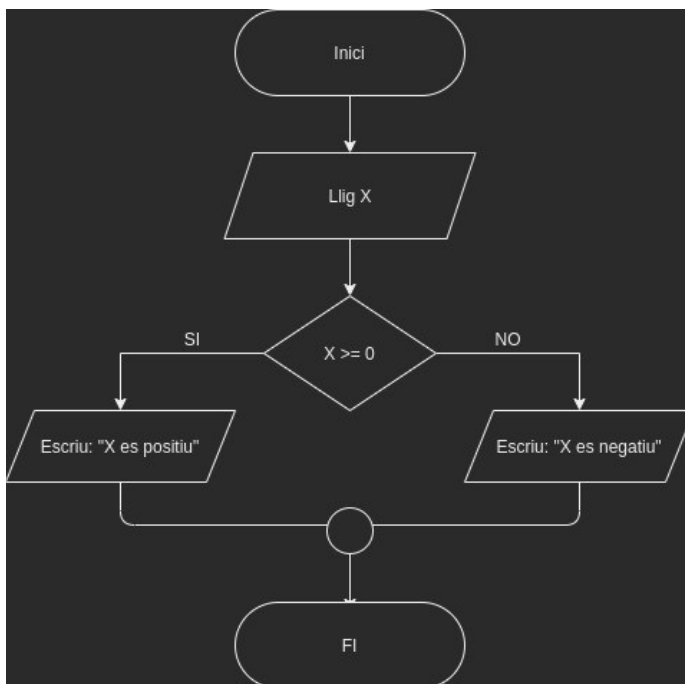 Inici
Llig X
X >= 0
SI
NO
Escriu: "X es positiu"
Escriu: "X es negatiu"
FI